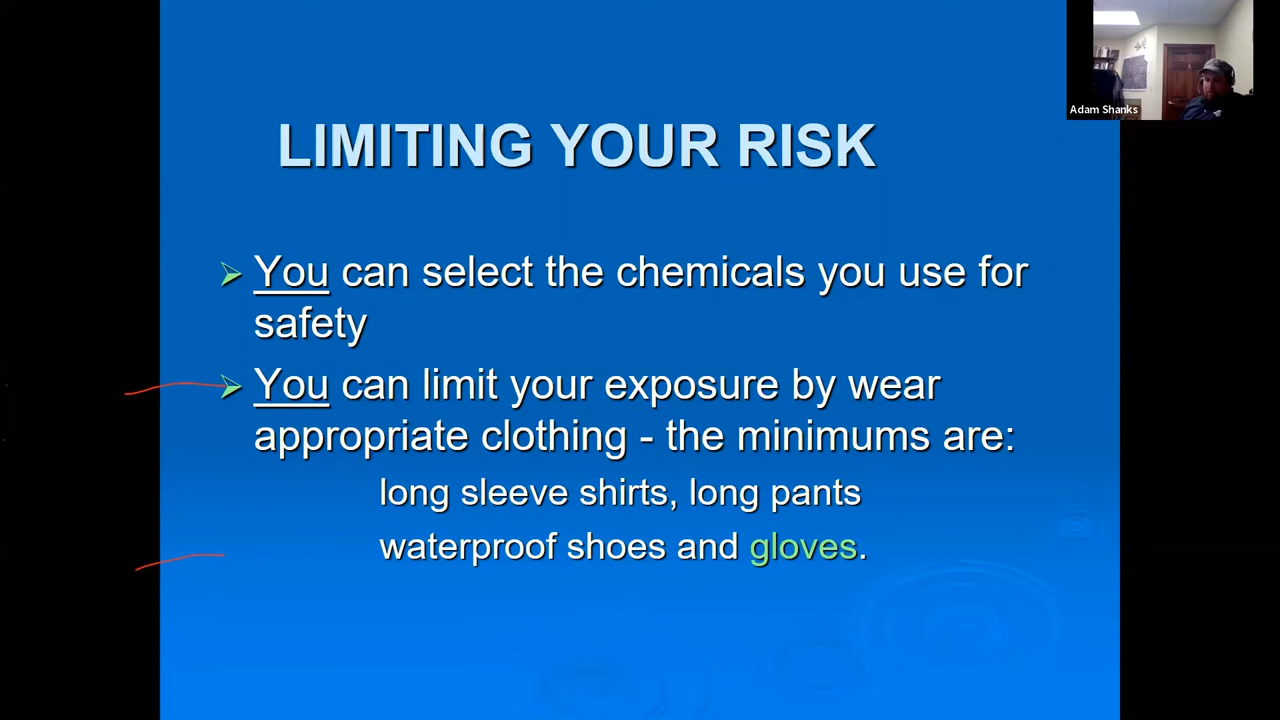 Adam Shanks
LIMITING YOUR RISK
You can select the chemicals you use for
safety
You can limit your exposure by wear
appropriate clothing - the minimums are:
long sleeve shirts, long pants
waterproof shoes and gloves.